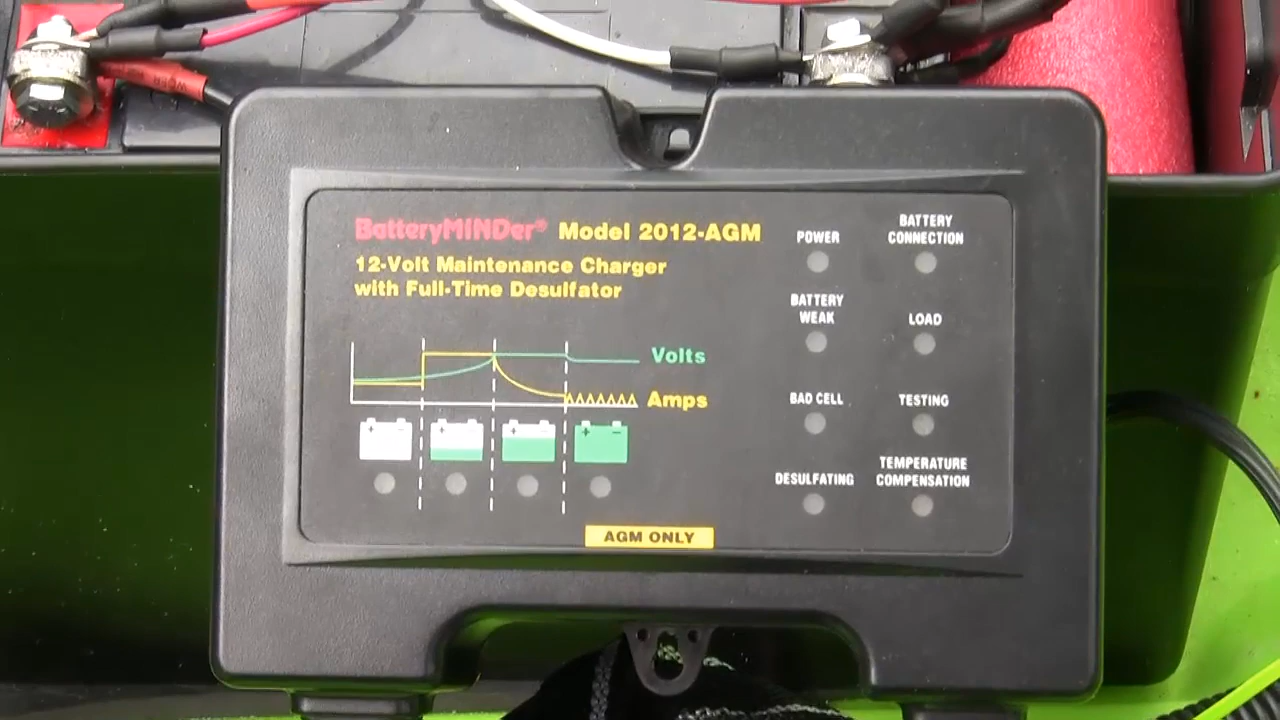 BatteryMINDer® Model 2012-AGM
12-Volt Maintenance Charger
with Full-Time Desulfator
Volts
Amps
+ -
+ -
+ -
+ -
AGM ONLY
POWER
BATTERY
CONNECTION
BATTERY
WEAK
LOAD
BAD CELL
TESTING
DESULFATING
TEMPERATURE
COMPENSATION